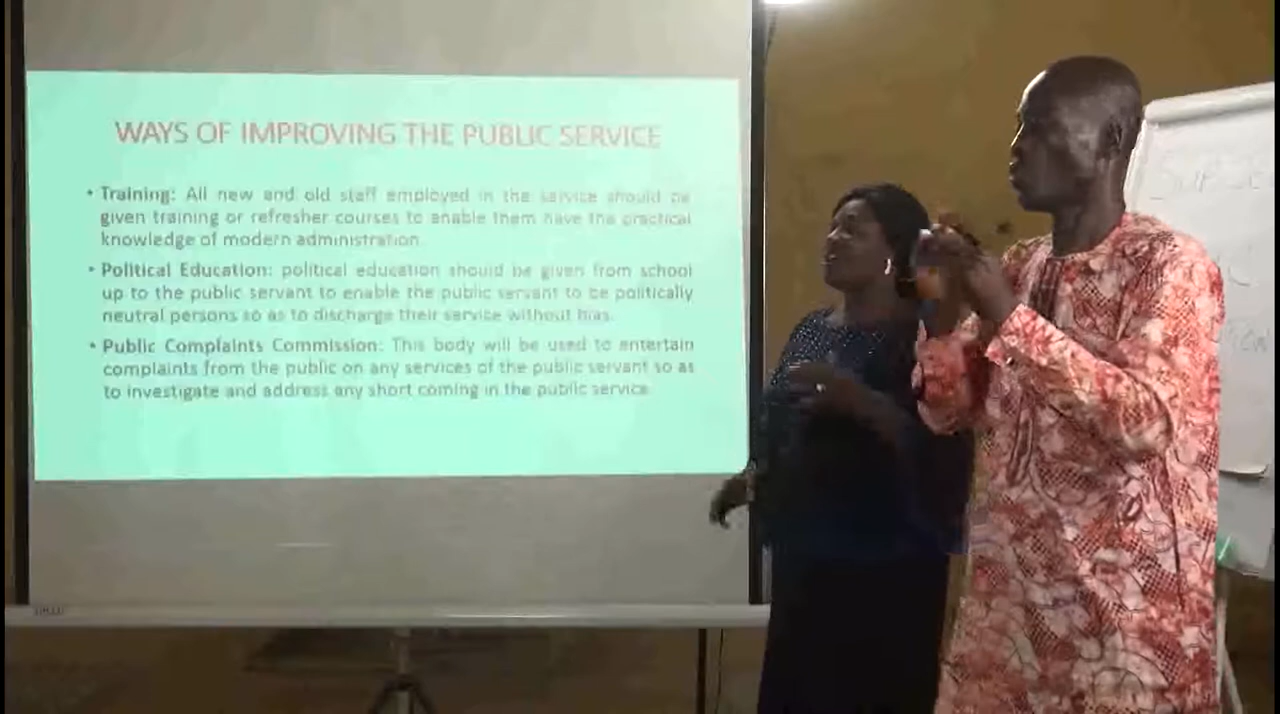 WAYS OF IMPROVING THE PUBLIC SERVICE
• Training: All new and old staff employed in the service should be
given training or refresher courses to enable them have the practical
knowledge of modern administration.
• Political Education: political education should be given from school
up to the public servant to enable the public servant to be politically
neutral persons so as to discharge their service without bias.
• Public Complaints Commission: This body will be used to entertain
complaints from the public on any services of the public servant so as
to investigate and address any short coming in the public service.